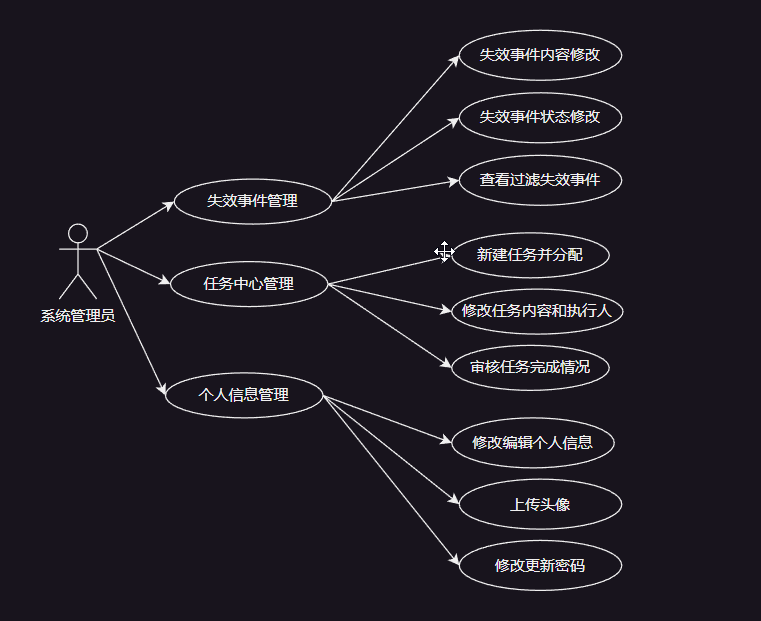 失效事件内容修改
失效事件状态修改
查看过滤失效事件
失效事件管理
新建任务并分配
任务中心管理
修改任务内容和执行人
系统管理员
审核任务完成情况
个人信息管理
修改编辑个人信息
上传头像
修改更新密码